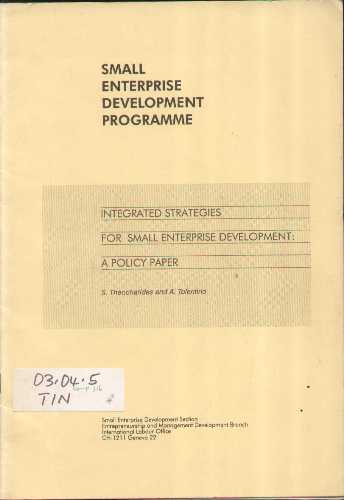 SMALL
ENTERPRISE
DEVELOPMENT
PROGRAMME
INTEGRATED STRATEGIES
FOR SMALL ENTERPRISE DEVELOPMENT:
A POLICY PAPER
S. Theocharides and A. Tolentino
03.04.5
TIN
Small Enterprise Development Section
Entrepreneurship and Management Development Branch
International Labour Office
CH-1211 Geneva 22